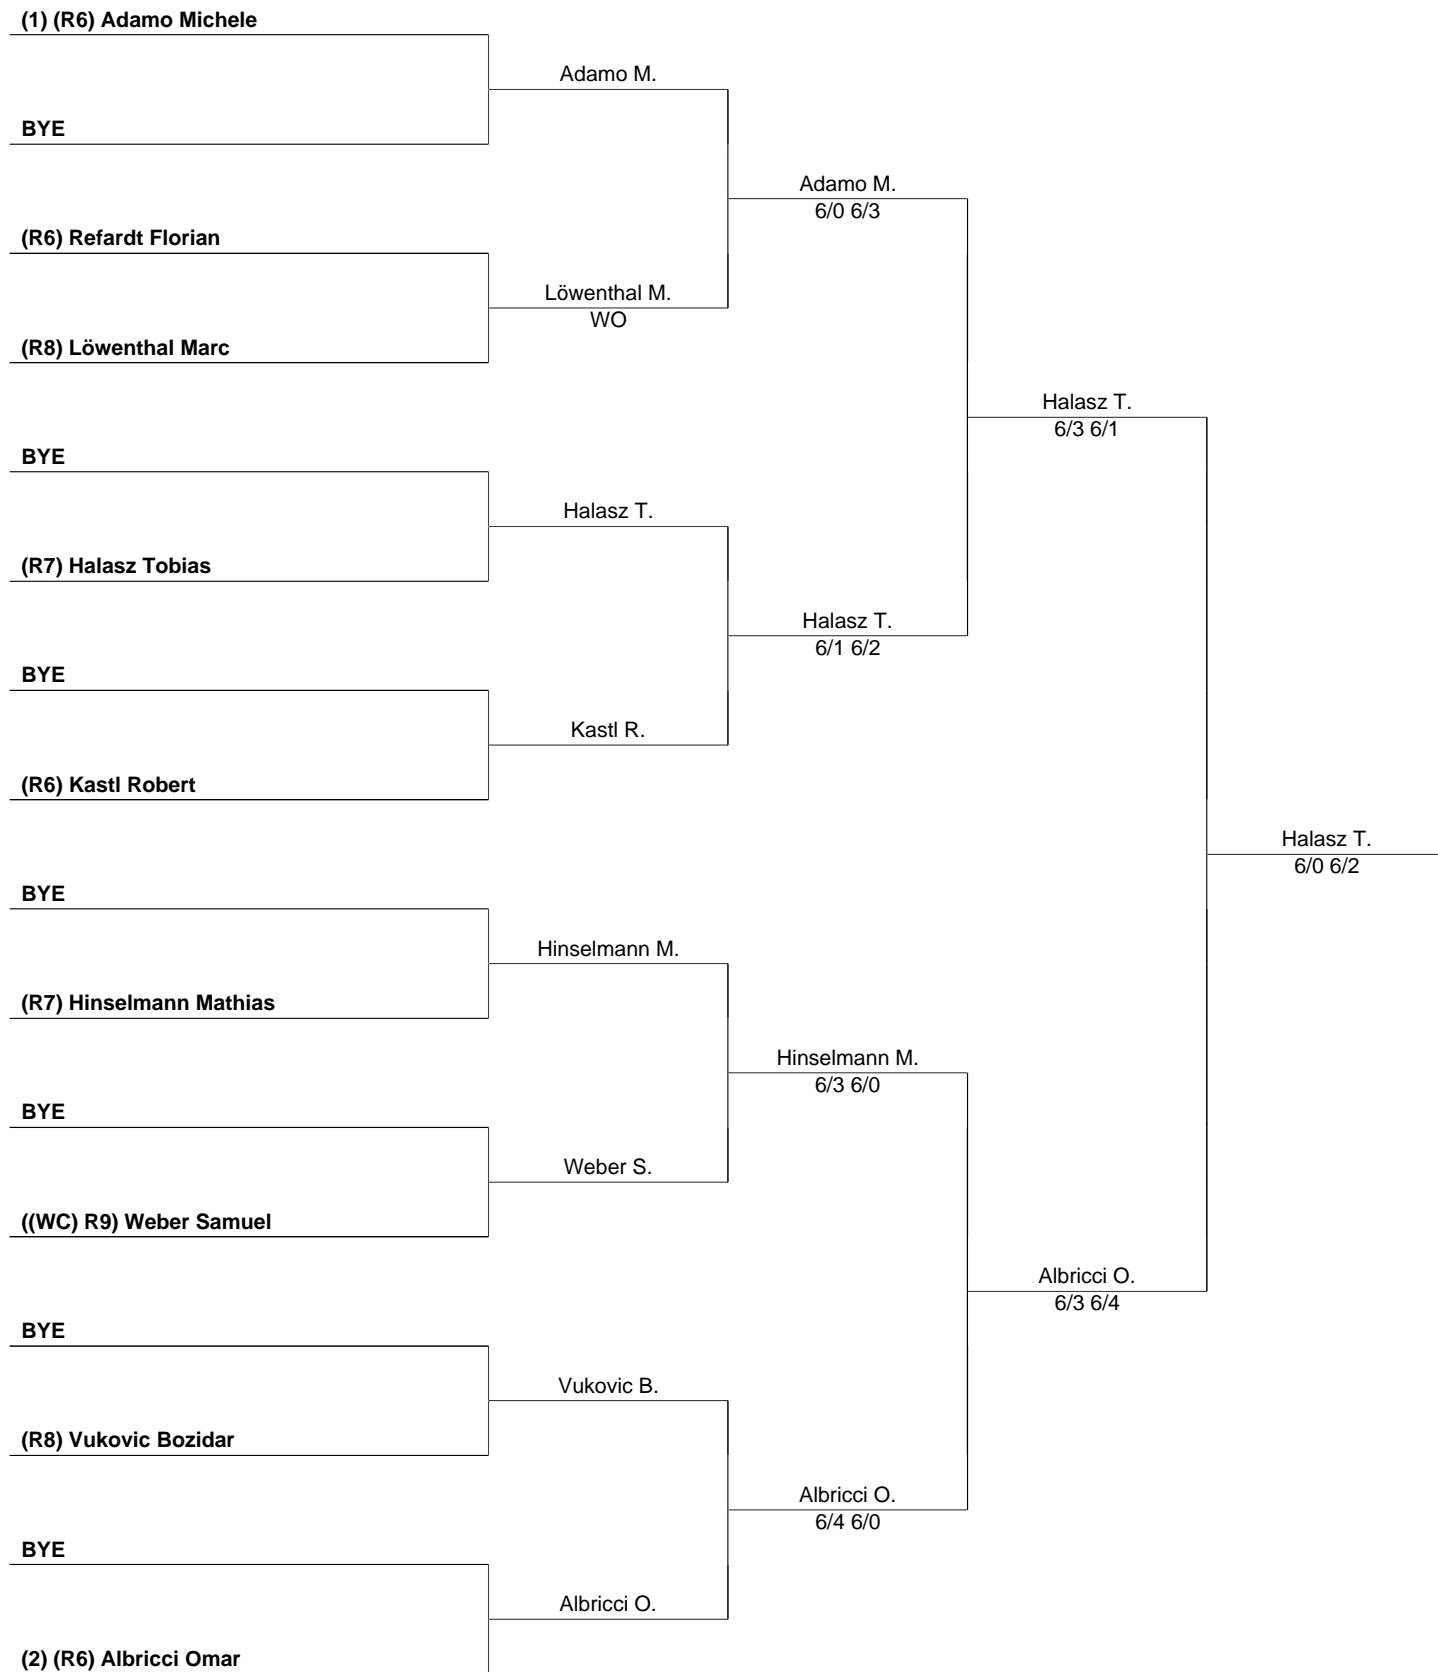 (1) (R6) Adamo Michele
Adamo M.
BYE
Adamo M.
6/0 6/3
(R6) Refardt Florian
Löwenthal M.
WO
(R8) Löwenthal Marc
Halasz T.
6/3 6/1
BYE
Halasz T.
(R7) Halasz Tobias
Halasz T.
6/1 6/2
BYE
Kastl R.
(R6) Kastl Robert
Halasz T.
6/0 6/2
BYE
Hinselmann M.
(R7) Hinselmann Mathias
Hinselmann M.
6/3 6/0
BYE
Weber S.
((WC) R9) Weber Samuel
Albricci O.
6/3 6/4
BYE
Vukovic B.
(R8) Vukovic Bozidar
Albricci O.
6/4 6/0
BYE
Albricci O.
(2) (R6) Albricci Omar